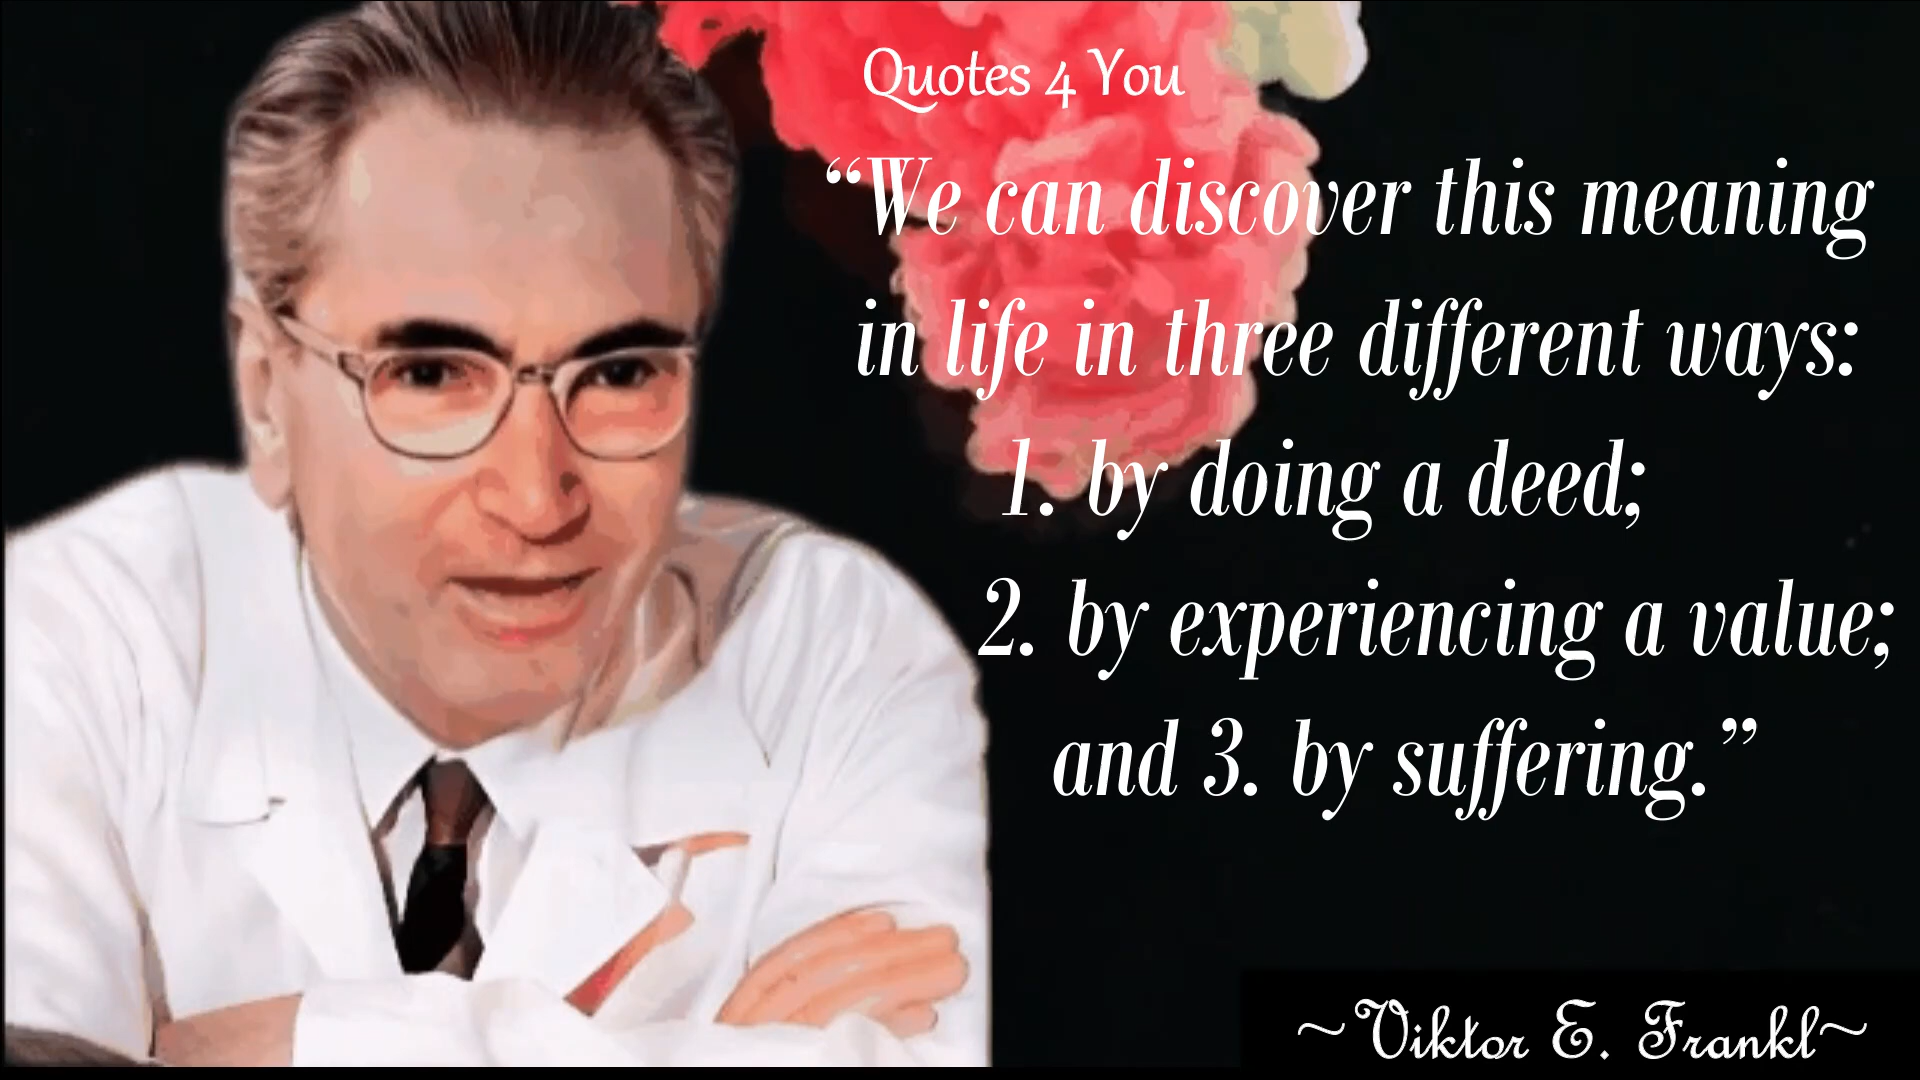 Quotes 4 You
“We can discover this meaning
in life in three different ways:
1. by doing a deed;
2. by experiencing a value;
and 3. by suffering.”
~Viktor E. Frankl~